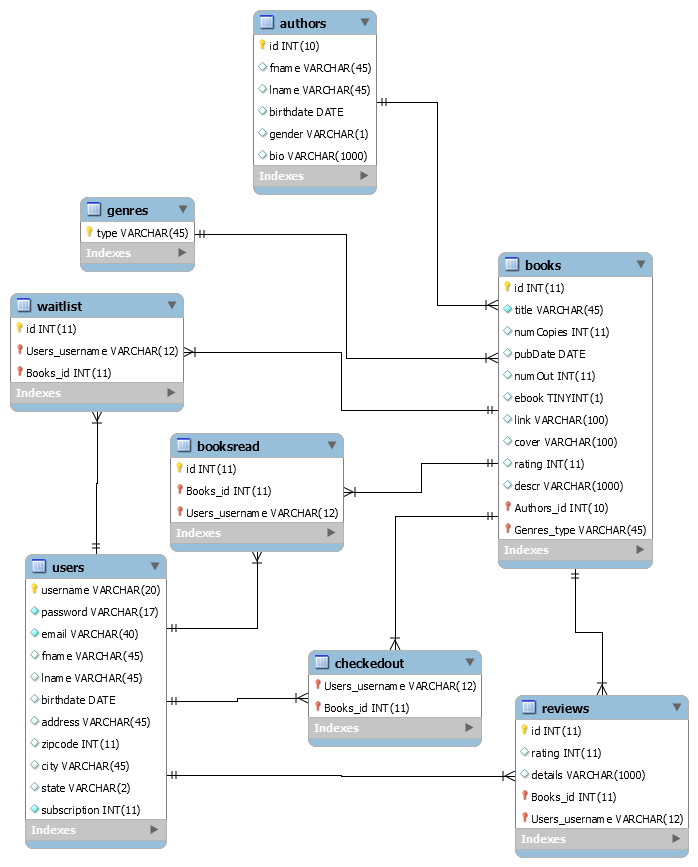 authors
id INT(10)
fname VARCHAR(45)
lname VARCHAR(45)
birthdate DATE
gender VARCHAR(1)
bio VARCHAR(1000)
Indexes
genres
type VARCHAR(45)
Indexes
books
id INT(11)
title VARCHAR(45)
numCopies INT(11)
pubDate DATE
numOut INT(11)
ebook TINYINT(1)
link VARCHAR(100)
cover VARCHAR(100)
rating INT(11)
descr VARCHAR(1000)
Authors_id INT(10)
Genres_type VARCHAR(45)
Indexes
waitlist
id INT(11)
Users_username VARCHAR(12)
Books_id INT(11)
Indexes
booksread
id INT(11)
Books_id INT(11)
Users_username VARCHAR(12)
Indexes
users
username VARCHAR(20)
password VARCHAR(17)
email VARCHAR(40)
fname VARCHAR(45)
lname VARCHAR(45)
birthdate DATE
address VARCHAR(45)
zipcode INT(11)
city VARCHAR(45)
state VARCHAR(2)
subscription INT(11)
Indexes
checkedout
Users_username VARCHAR(12)
Books_id INT(11)
Indexes
reviews
id INT(11)
rating INT(11)
details VARCHAR(1000)
Books_id INT(11)
Users_username VARCHAR(12)
Indexes